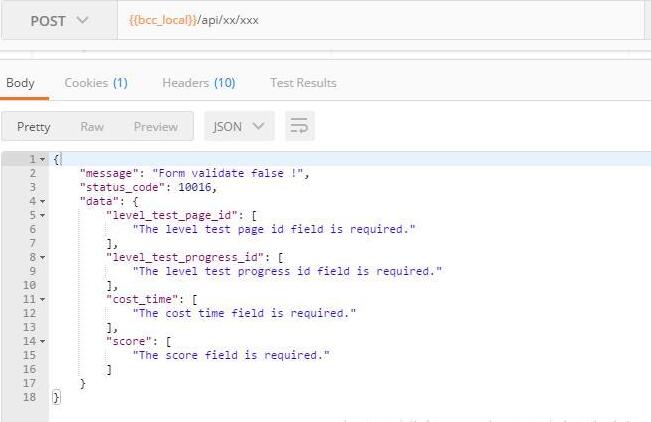 POST {{bcc_local}}/api/xx/xxx
Body Cookies (1) Headers (10) Test Results
Pretty Raw Preview JSON
1 {
2 "message": "Form validate false !",
3 "status_code": 10016,
4 "data": {
5 "level_test_page_id": [
6 "The level test page id field is required."
7 ],
8 "level_test_progress_id": [
9 "The level test progress id field is required."
10 ],
11 "cost_time": [
12 "The cost time field is required."
13 ],
14 "score": [
15 "The score field is required."
16 ]
17 }
18 }